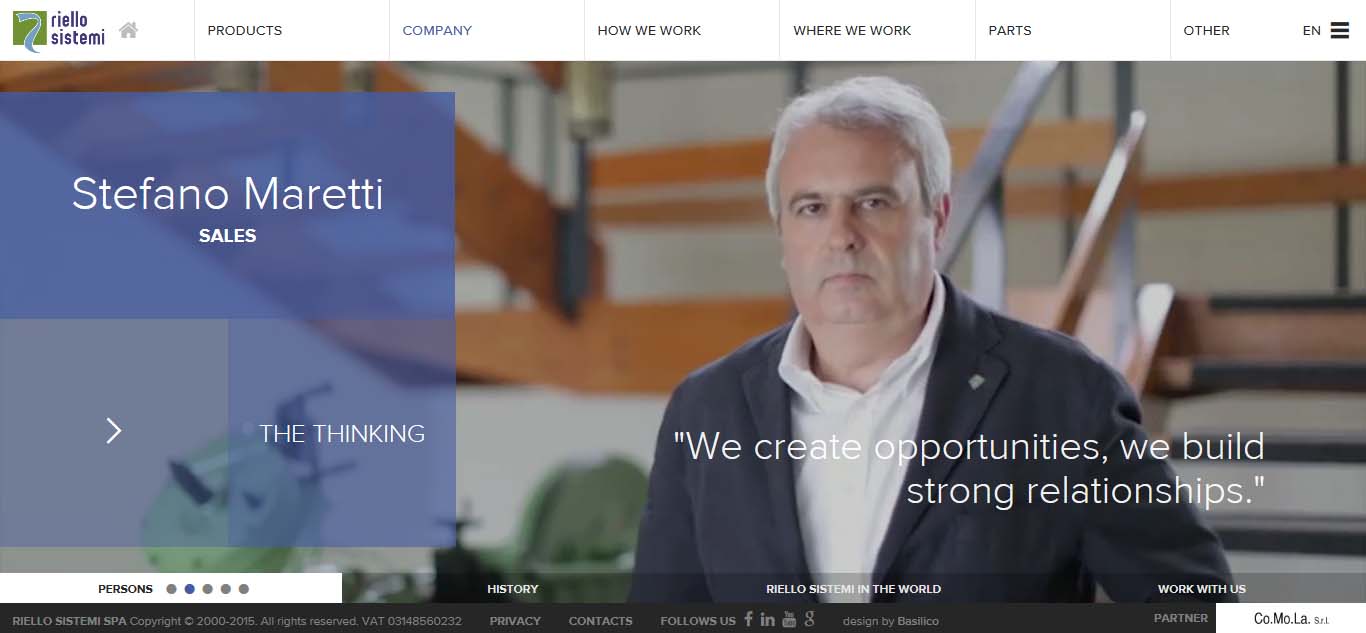 riello
sistemi
PRODUCTS
COMPANY
HOW WE WORK
WHERE WE WORK
PARTS
OTHER
EN
Stefano Maretti
SALES
THE THINKING
"We create opportunities, we build
strong relationships."
PERSONS
HISTORY
RIELLO SISTEMI IN THE WORLD
WORK WITH US
RIELLO SISTEMI SPA Copyright © 2000-2015. All rights reserved. VAT 03148560232
PRIVACY
CONTACTS
FOLLOWS US
design by Basilico
PARTNER
Co.Mo.La. S.r.l.